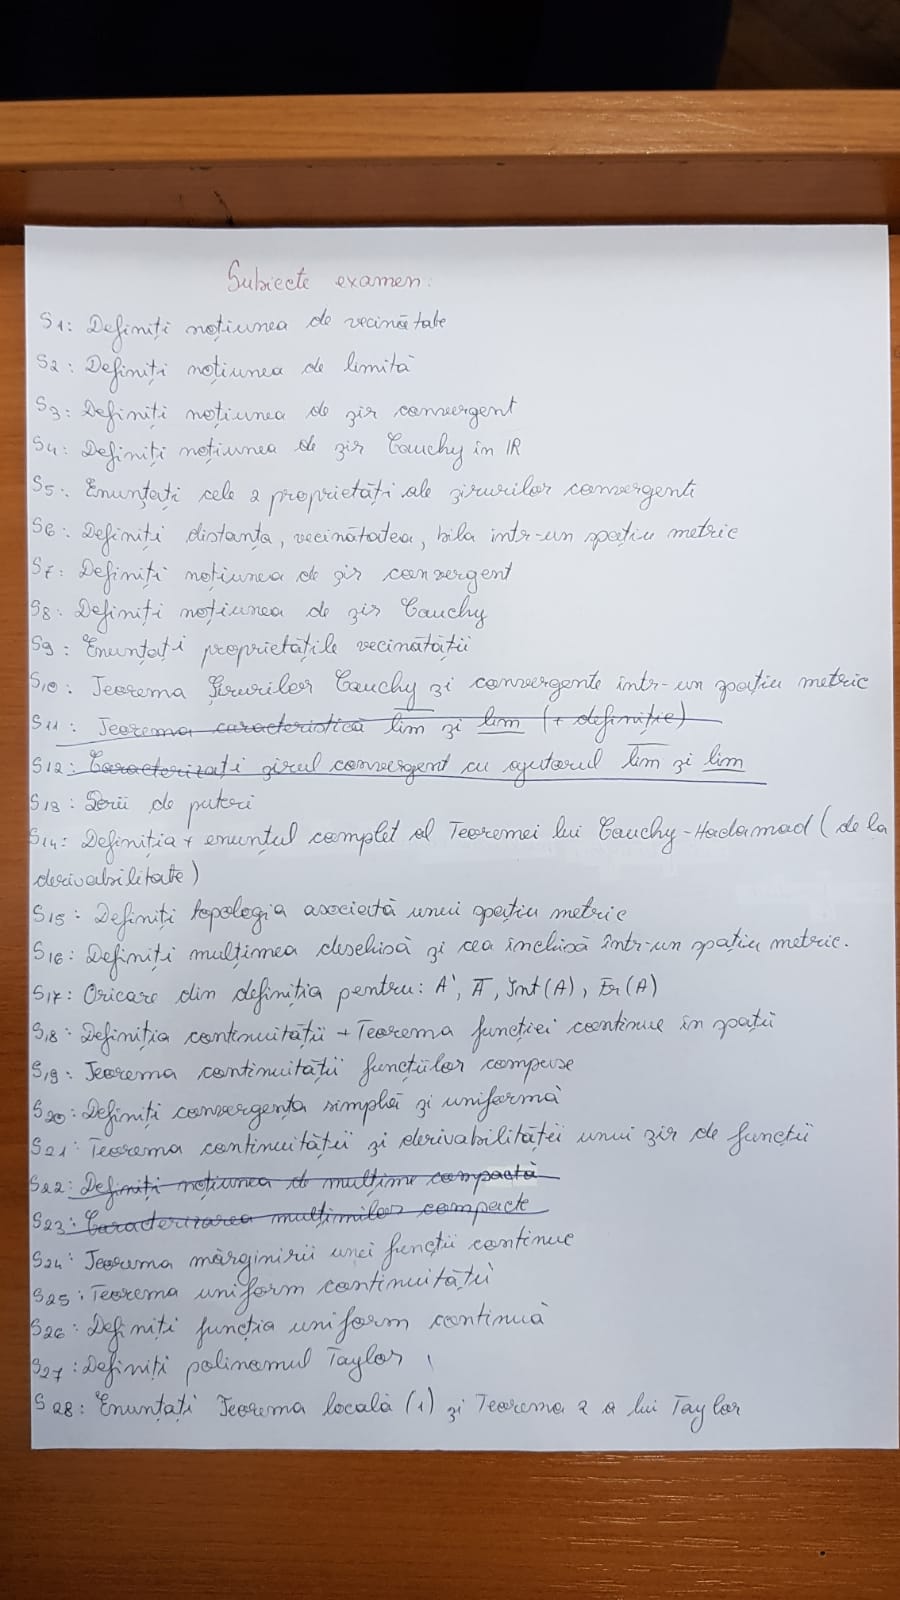 Subiecte examen:
S1: Definiți noțiunea de vecinătate
S2: Definiți noțiunea de limită
S3: Definiți noțiunea de șir convergent
S4: Definiți noțiunea de șir Cauchy în IR
S5: Enunțați cele 2 proprietăți ale șirurilor convergente
S6: Definiți distanța, vecinătatea, bila într-un spațiu metric
S7: Definiți noțiunea de șir convergent
S8: Definiți noțiunea de șir Cauchy
S9: Enunțați proprietățile vecinătății
S10: Teorema șirurilor Cauchy și convergente într-un spațiu metric
S11: Teorema caracteristică lim și lim (+ definiție)
S12: Caracterizați șirul convergent cu ajutorul lim și lim
S13: Serii de puteri
S14: Definiția + enunțul complet al Teoremei lui Cauchy-Hadamad (de la
derivabilitate)
S15: Definiți topologia asociată unui spațiu metric
S16: Definiți mulțimea deschisă și cea închisă într-un spațiu metric.
S17: Oricare din definiția pentru: A', Ā, Int(A), Fr(A)
S18: Definiția continuității + Teorema funcției continue în spații
S19: Teorema continuității funcțiilor compuse
S20: Definiți convergența simplă și uniformă
S21: Teorema continuității și derivabilității unui șir de funcții
S22: Definiți noțiunea de mulțime compactă
S23: Caracterizarea mulțimilor compacte
S24: Teorema mărginirii unei funcții continue
S25: Teorema uniform continuității
S26: Definiți funcția uniform continuă
S27: Definiți polinomul Taylor
S28: Enunțați Teorema locală (1) și Teorema 2 a lui Taylor